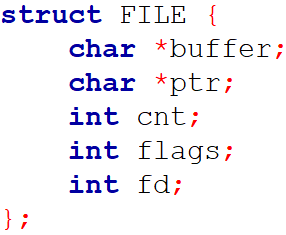 struct FILE {
    char *buffer;
    char *ptr;
    int cnt;
    int flags;
    int fd;
};